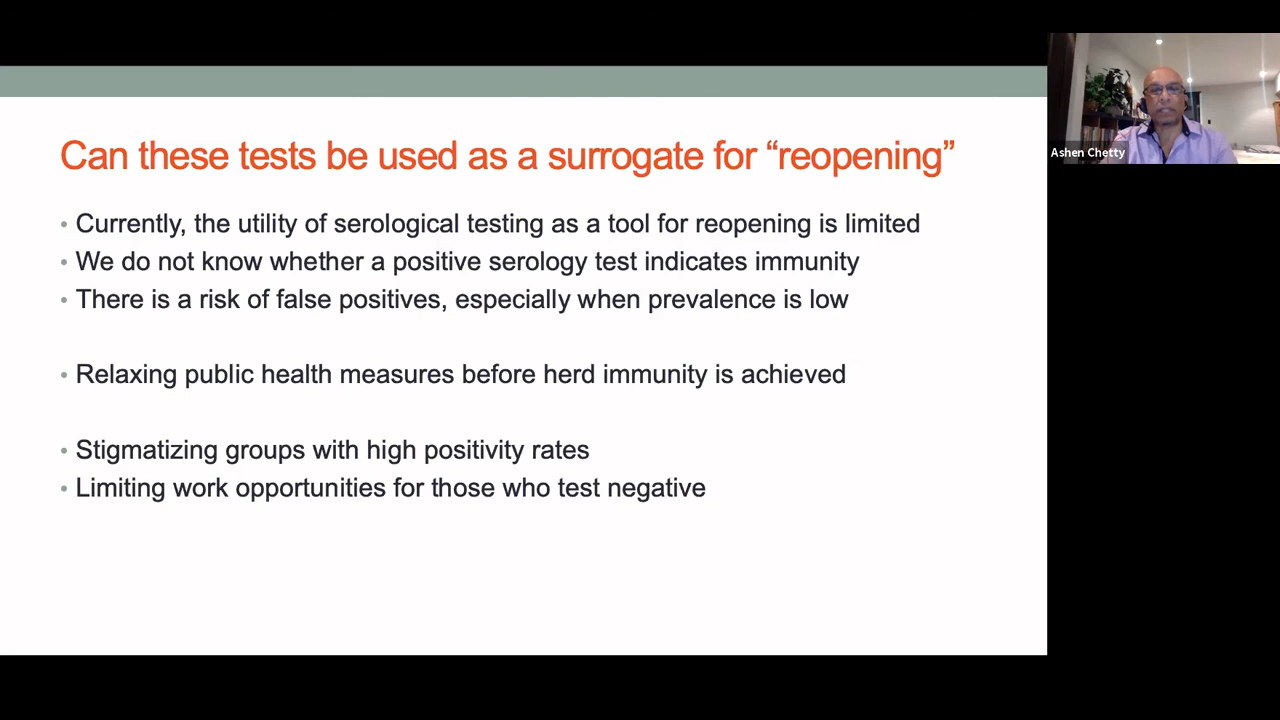 Can these tests be used as a surrogate for “reopening”
• Currently, the utility of serological testing as a tool for reopening is limited
• We do not know whether a positive serology test indicates immunity
• There is a risk of false positives, especially when prevalence is low
• Relaxing public health measures before herd immunity is achieved
• Stigmatizing groups with high positivity rates
• Limiting work opportunities for those who test negative
Ashen Chetty